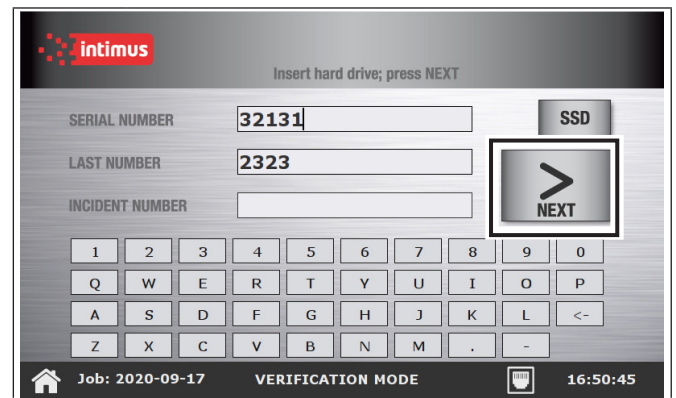 intimus
Insert hard drive; press NEXT
SERIAL NUMBER 32131 SSD
LAST NUMBER 2323
> NEXT
INCIDENT NUMBER
1 2 3 4 5 6 7 8 9 0
Q W E R T Y U I O P
A S D F G H J K L <-
Z X C V B N M . -
Job: 2020-09-17 VERIFICATION MODE 16:50:45